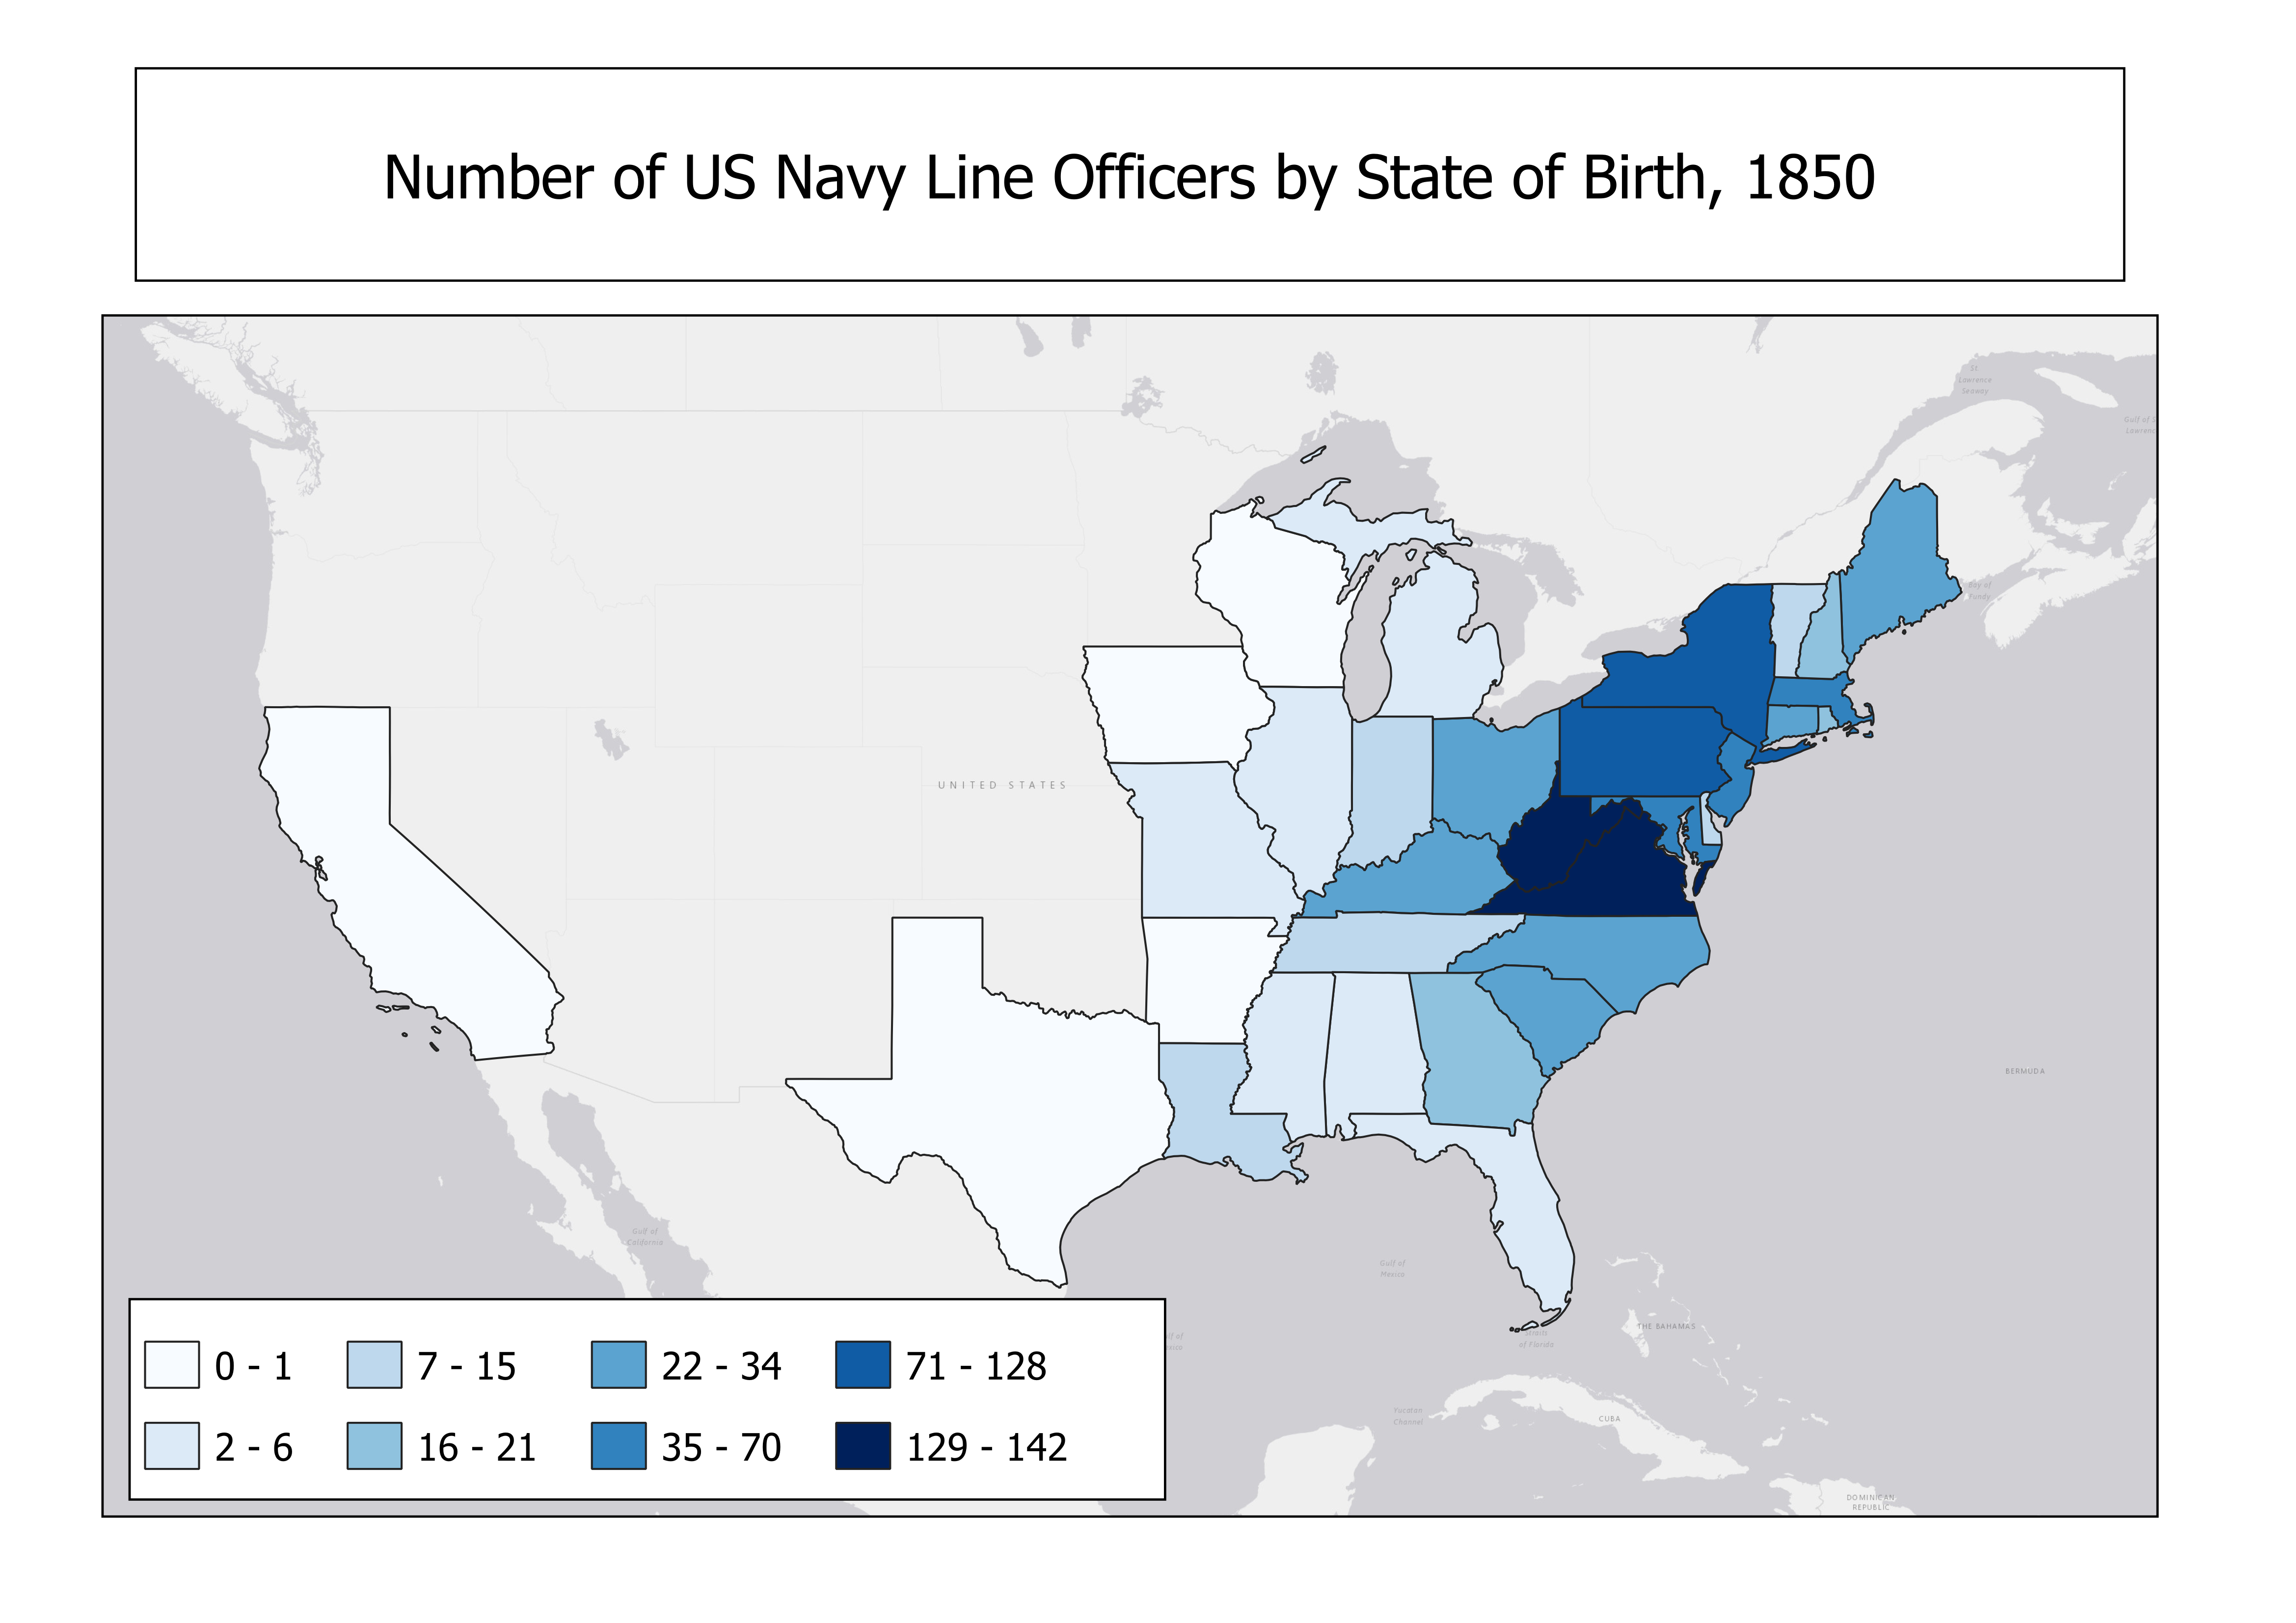 Number of US Navy Line Officers by State of Birth, 1850
St.
Lawrence
Seaway
Gulf of
Lawrenc
Bay of
Fundy
UNITED STATES
BERMUDA
Gulf of
California
Gulf of
Mexico
THE BAHAMAS
Straits
of Florida
Yucatan
Channel
CUBA
DOMINICAN
REPUBLIC
0 - 1
7 - 15
22 - 34
71 - 128
2 - 6
16 - 21
35 - 70
129 - 142